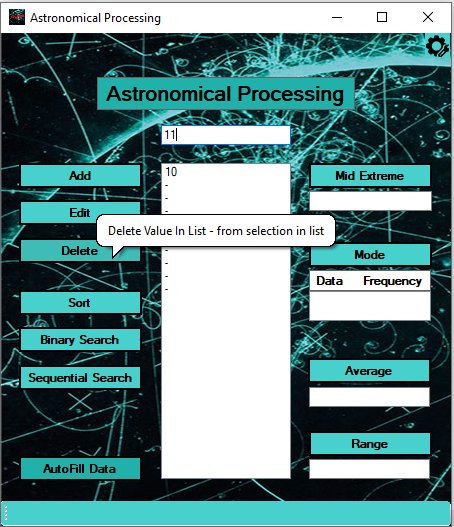 Astronomical Processing
Astronomical Processing
11
Add
Edit
Delete
Sort
Binary Search
Sequential Search
AutoFill Data
10
-
-
-
-
-
-
-
Delete Value In List - from selection in list
Mid Extreme
Mode
Data Frequency
Average
Range